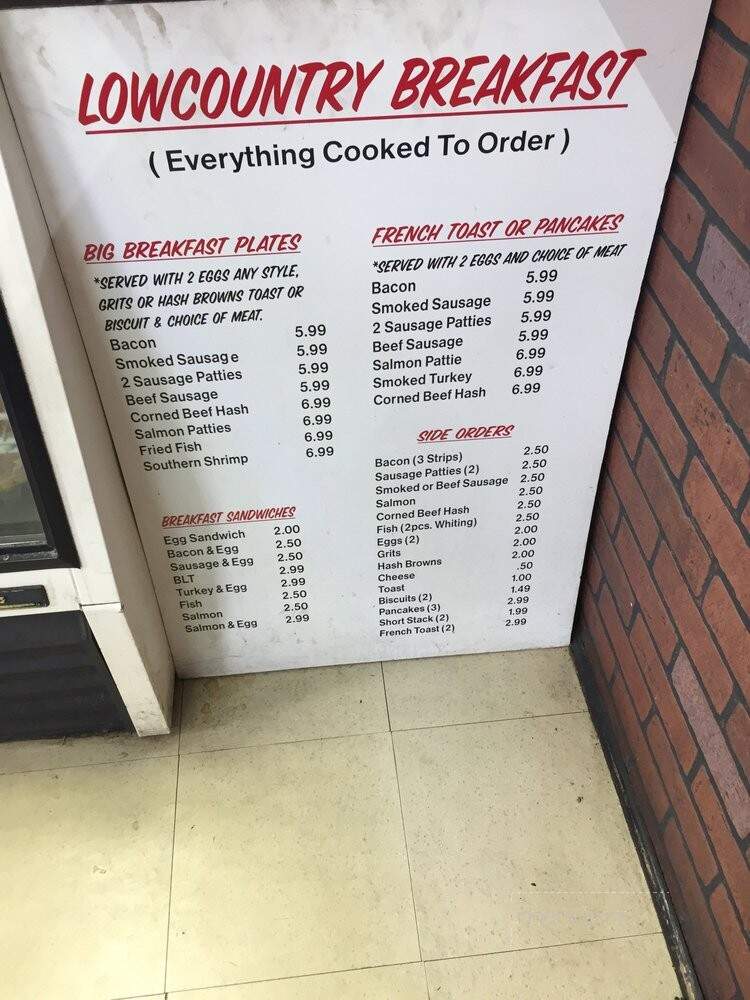 LOWCOUNTRY BREAKFAST
( Everything Cooked To Order )
BIG BREAKFAST PLATES
*SERVED WITH 2 EGGS ANY STYLE,
GRITS OR HASH BROWNS TOAST OR
BISCUIT & CHOICE OF MEAT.
Bacon 5.99
Smoked Sausage 5.99
2 Sausage Patties 5.99
Beef Sausage 5.99
Corned Beef Hash 6.99
Salmon Patties 6.99
Fried Fish 6.99
Southern Shrimp 6.99
BREAKFAST SANDWICHES
Egg Sandwich 2.00
Bacon & Egg 2.50
Sausage & Egg 2.50
BLT 2.99
Turkey & Egg 2.99
Fish 2.50
Salmon 2.50
Salmon & Egg 2.99
FRENCH TOAST OR PANCAKES
*SERVED WITH 2 EGGS AND CHOICE OF MEAT
Bacon 5.99
Smoked Sausage 5.99
2 Sausage Patties 5.99
Beef Sausage 5.99
Salmon Pattie 6.99
Smoked Turkey 6.99
Corned Beef Hash 6.99
SIDE ORDERS
Bacon (3 Strips) 2.50
Sausage Patties (2) 2.50
Smoked or Beef Sausage 2.50
Salmon 2.50
Corned Beef Hash 2.50
Fish (2pcs. Whiting) 2.50
Eggs (2) 2.00
Grits 2.00
Hash Browns 2.00
Cheese .50
Toast 1.00
Biscuits (2) 1.49
Pancakes (3) 2.99
Short Stack (2) 1.99
French Toast (2) 2.99